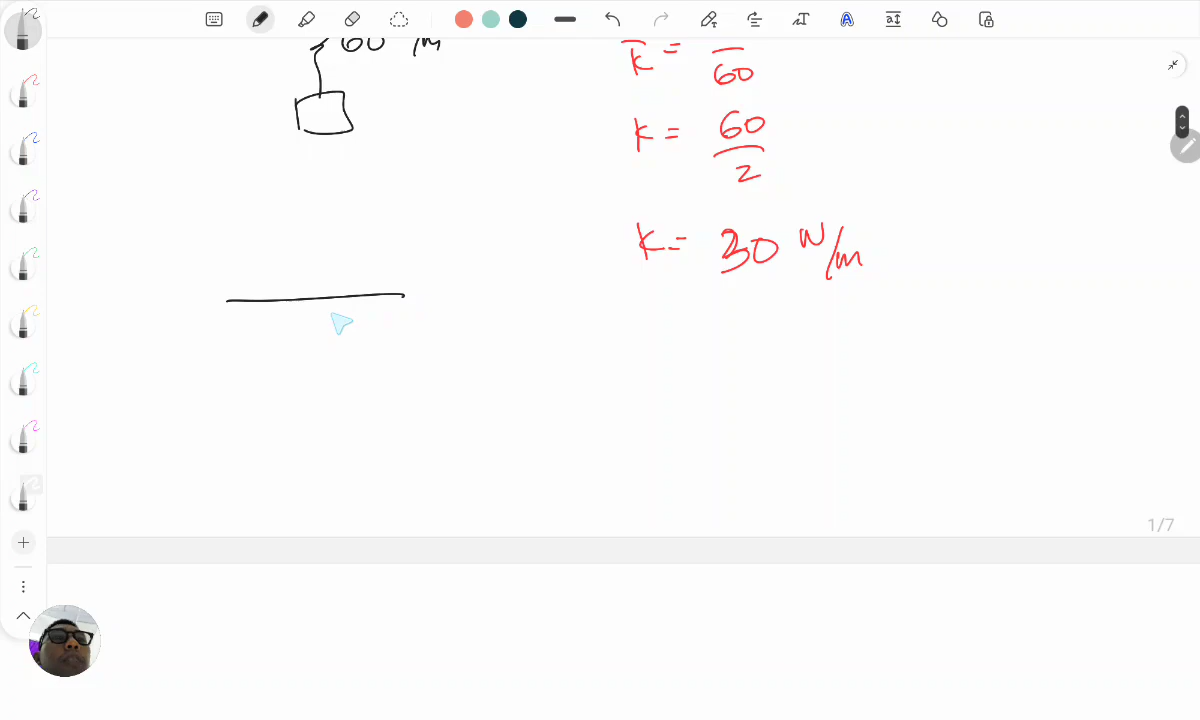 60 /m
k =
60
k = 60
2
k = 30 N/m
1/7